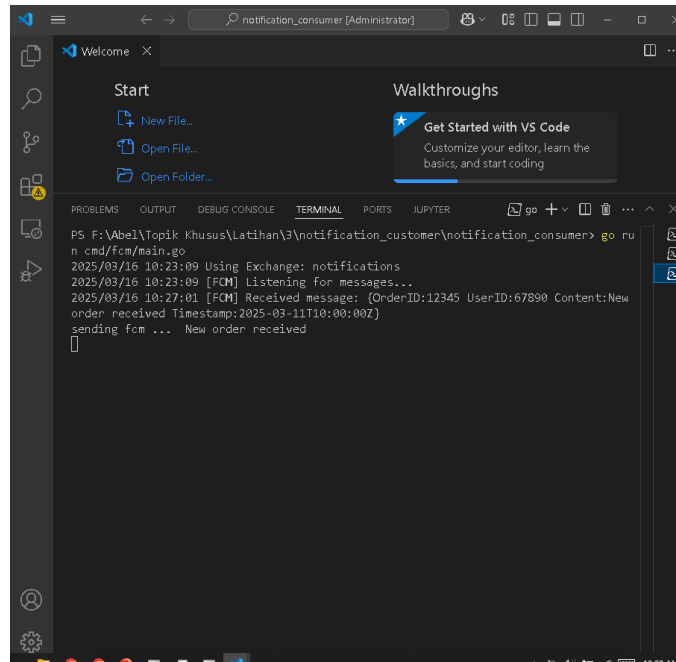 notification_consumer [Administrator]
Welcome
Start
New File...
Open File...
Open Folder...
Walkthroughs
Get Started with VS Code
Customize your editor, learn the
basics, and start coding
PROBLEMS OUTPUT DEBUG CONSOLE TERMINAL PORTS JUPYTER go
PS F:\Abel\Topik Khusus\Latihan\3\notification_customer\notification_consumer> go ru
n cmd/fcm/main.go
2025/03/16 10:23:09 Using Exchange: notifications
2025/03/16 10:23:09 [FCM] Listening for messages...
2025/03/16 10:27:01 [FCM] Received message: {OrderID:12345 UserID:67890 Content:New
order received Timestamp:2025-03-11T10:00:00Z}
sending fcm ... New order received